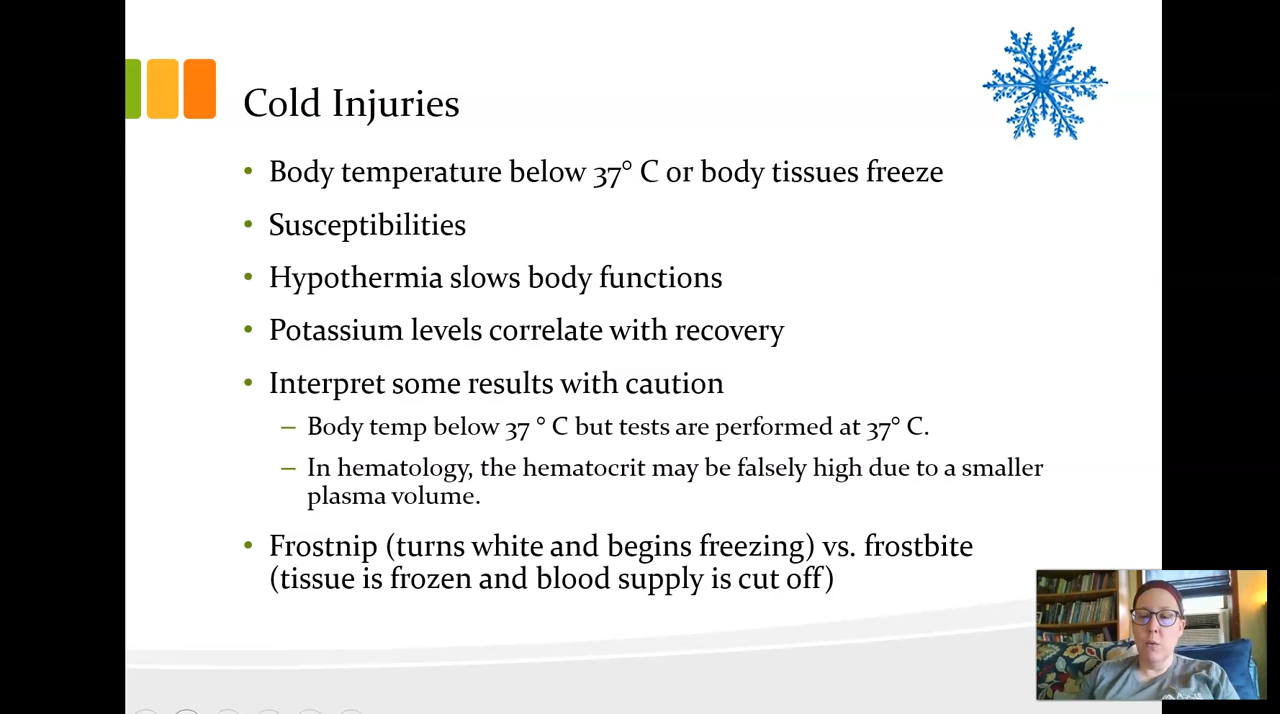 Cold Injuries
• Body temperature below 37° C or body tissues freeze
• Susceptibilities
• Hypothermia slows body functions
• Potassium levels correlate with recovery
• Interpret some results with caution
– Body temp below 37 ° C but tests are performed at 37° C.
– In hematology, the hematocrit may be falsely high due to a smaller
plasma volume.
• Frostnip (turns white and begins freezing) vs. frostbite
(tissue is frozen and blood supply is cut off)